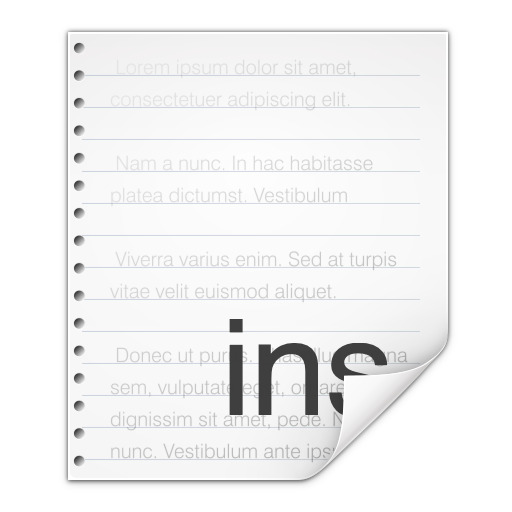 Lorem ipsum dolor sit amet,
consectetuer adipiscing elit.
Nam a nunc. In hac habitasse
platea dictumst. Vestibulum
Viverra varius enim. Sed at turpis
vitae velit euismod aliquet.
Donec ut
sem, vulputate eget,
dignissim sit amet, pede.
nunc. Vestibulum ante
ins